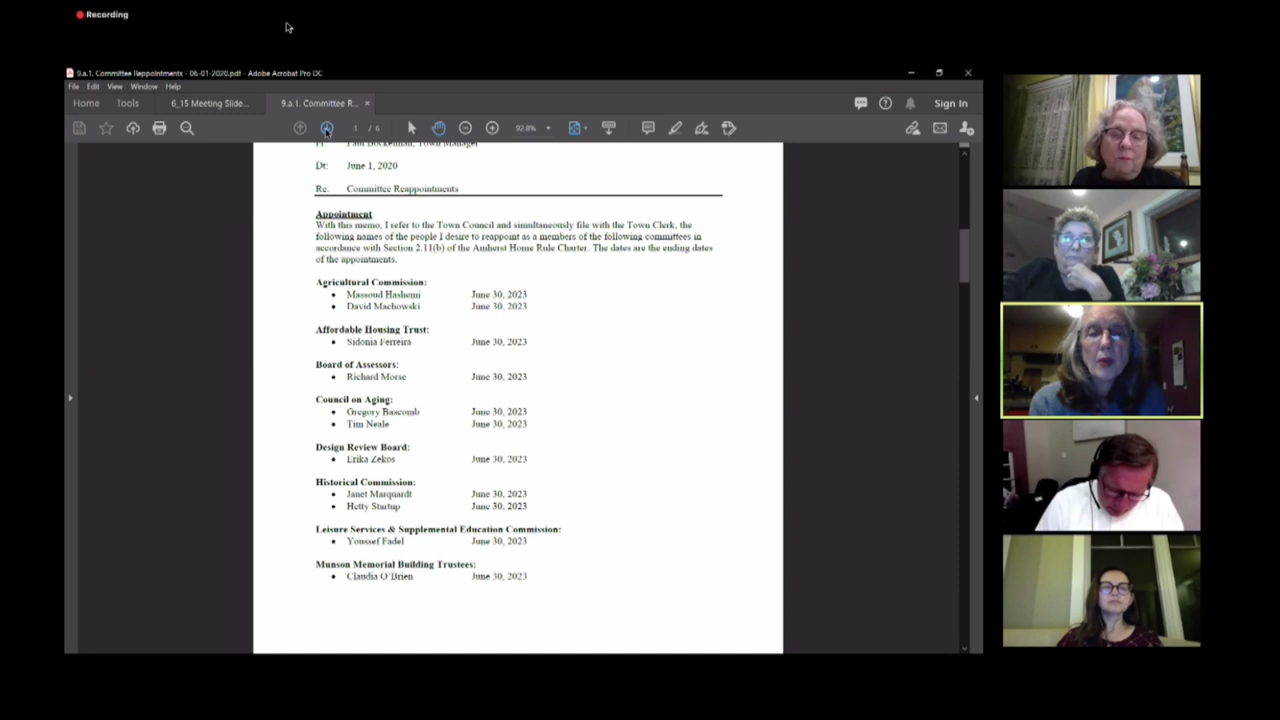 Recording
9.a.1. Committee Reppointments - 06-01-2020.pdf - Adobe Acrobat Pro DC
File Edit View Window Help
Home Tools 6_15 Meeting Slide... 9.a.1. Committee R... × Sign In
1 / 6 92.8%
Fr: Paul Bockelman, Town Manager
Dt: June 1, 2020
Re: Committee Reappointments
Appointment
With this memo, I refer to the Town Council and simultaneously file with the Town Clerk, the
following names of the people I desire to reappoint as a members of the following committees in
accordance with Section 2.11(b) of the Amherst Home Rule Charter. The dates are the ending dates
of the appointments.
Agricultural Commission:
• Massoud Hashemi June 30, 2023
• David Machowski June 30, 2023
Affordable Housing Trust:
• Sidonia Ferreira June 30, 2023
Board of Assessors:
• Richard Morse June 30, 2023
Council on Aging:
• Gregory Bascomb June 30, 2023
• Tim Neale June 30, 2023
Design Review Board:
• Erika Zekos June 30, 2023
Historical Commission:
• Janet Marquardt June 30, 2023
• Hetty Startup June 30, 2023
Leisure Services & Supplemental Education Commission:
• Youssef Fadel June 30, 2023
Munson Memorial Building Trustees:
• Claudia O'Brien June 30, 2023